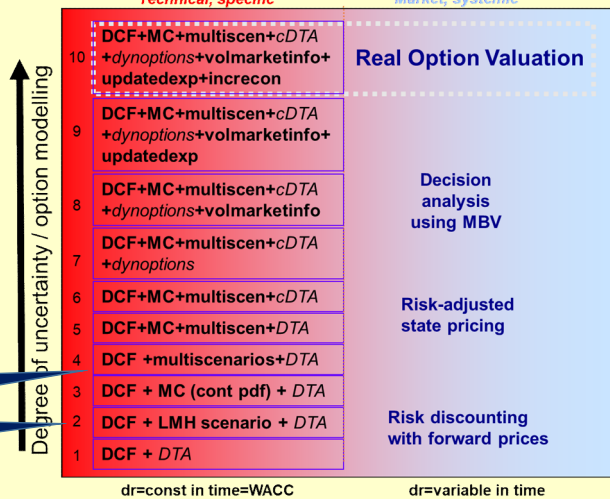 Technical, specific
Market, systemic
10
DCF+MC+multiscen+cDTA
+dynoptions+volmarketinfo+
updatedexp+increcon
Real Option Valuation
9
DCF+MC+multiscen+cDTA
+dynoptions+volmarketinfo+
updatedexp
8
DCF+MC+multiscen+cDTA
+dynoptions+volmarketinfo
Decision
analysis
using MBV
7
DCF+MC+multiscen+cDTA
+dynoptions
6
DCF+MC+multiscen+cDTA
5
DCF+MC+multiscen+DTA
Risk-adjusted
state pricing
4
DCF +multiscenarios+DTA
3
DCF + MC (cont pdf) + DTA
2
DCF + LMH scenario + DTA
Risk discounting
with forward prices
1
DCF + DTA
Degree of uncertainty / option modelling
dr=const in time=WACC
dr=variable in time